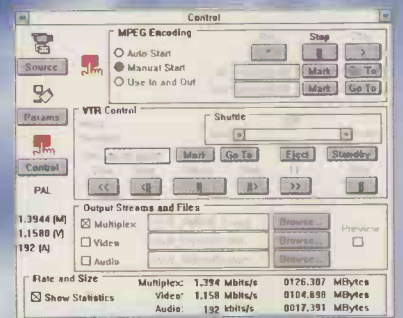 Control
MPEG Encoding
Stop
Auto Start
Manual Start
Use In and Out
Mark
Go To
Mark
Go To
Source
Params
Control
PAL
1.3944 (M)
1.1580 (V)
192 (A)
VTR Control
Shuttle
Mark
Go To
Eject
Standby
<<
<||
||
||>
>>
Output Streams and Files
Multiplex
Browse...
Video
Browse...
Audio
Browse...
Preview
Rate and Size
Show Statistics
Multiplex: 1.394 Mbits/s 0126.307 MBytes
Video: 1.158 Mbits/s 0104.898 MBytes
Audio: 192 kbits/s 0017.391 MBytes